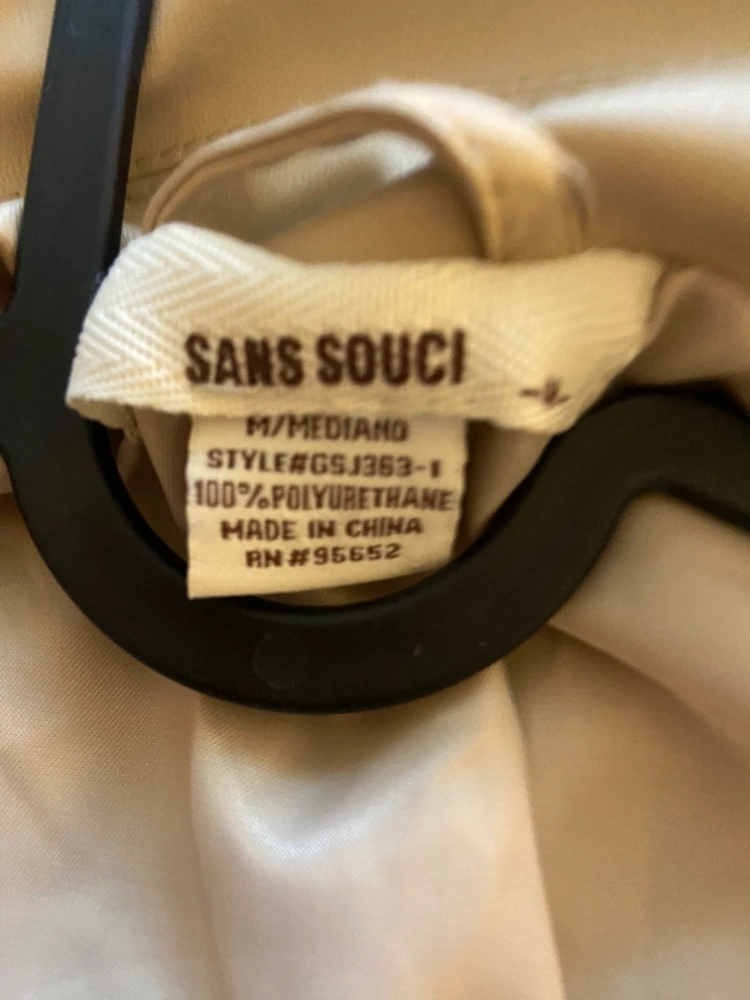 SANS SOUCI
M/MEDIANO
STYLE#GSJ363-1
100%POLYURETHANE
MADE IN CHINA
RN#95652